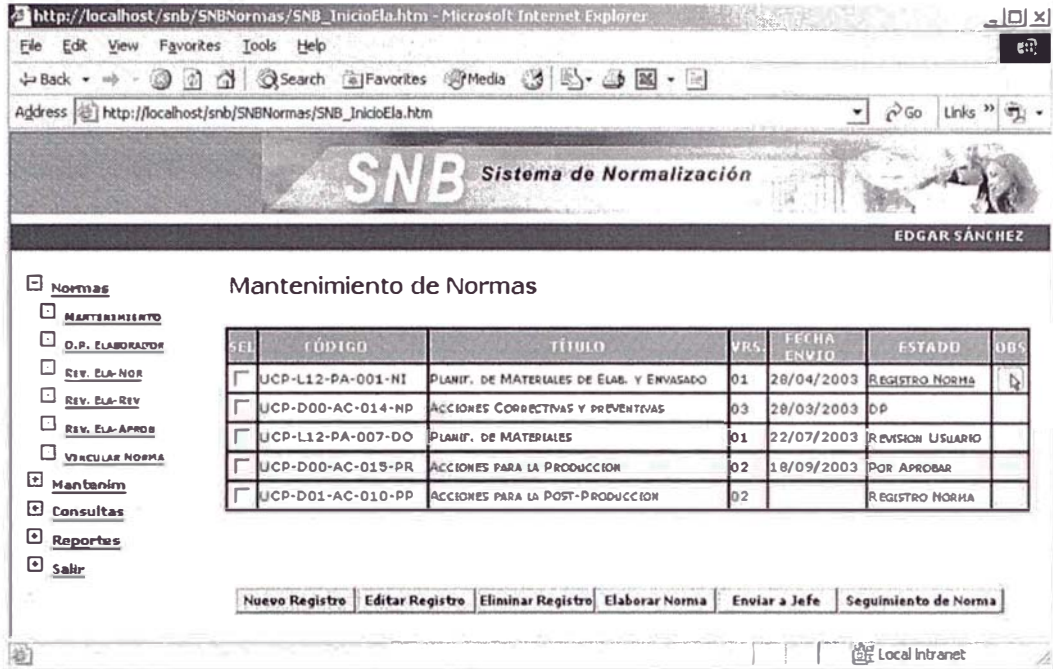 http://localhost/snb/SNBNormas/SNB_InicioEla.htm - Microsoft Internet Explorer
File Edit View Favorites Tools Help
Back Search Favorites Media
Address http://localhost/snb/SNBNormas/SNB_InicioEla.htm Go Links »
SNB Sistema de Normalización
EDGAR SÁNCHEZ
Normas
Mantenimiento
D.P. Elaborador
Rev. Ela-Nor
Rev. Ela-Rev
Rev. Ela-Aprob
Vincular Norma
Mantenim
Consultas
Reportes
Salir
Mantenimiento de Normas
SEL CÓDIGO TÍTULO VRS. FECHA ENVIO ESTADO OBS
UCP-L12-PA-001-NI Planif. de Materiales de Elab. y Envasado 01 28/04/2003 Registro Norma
UCP-D00-AC-014-NP Acciones Correctivas y preventivas 03 28/03/2003 DP
UCP-L12-PA-007-DO Planif. de Materiales 01 22/07/2003 Revision Usuario
UCP-D00-AC-015-PR Acciones para la Produccion 02 18/09/2003 Por Aprobar
UCP-D01-AC-010-PP Acciones para la Post-Produccion 02 Registro Norma
Nuevo Registro Editar Registro Eliminar Registro Elaborar Norma Enviar a Jefe Seguimiento de Norma
Local intranet